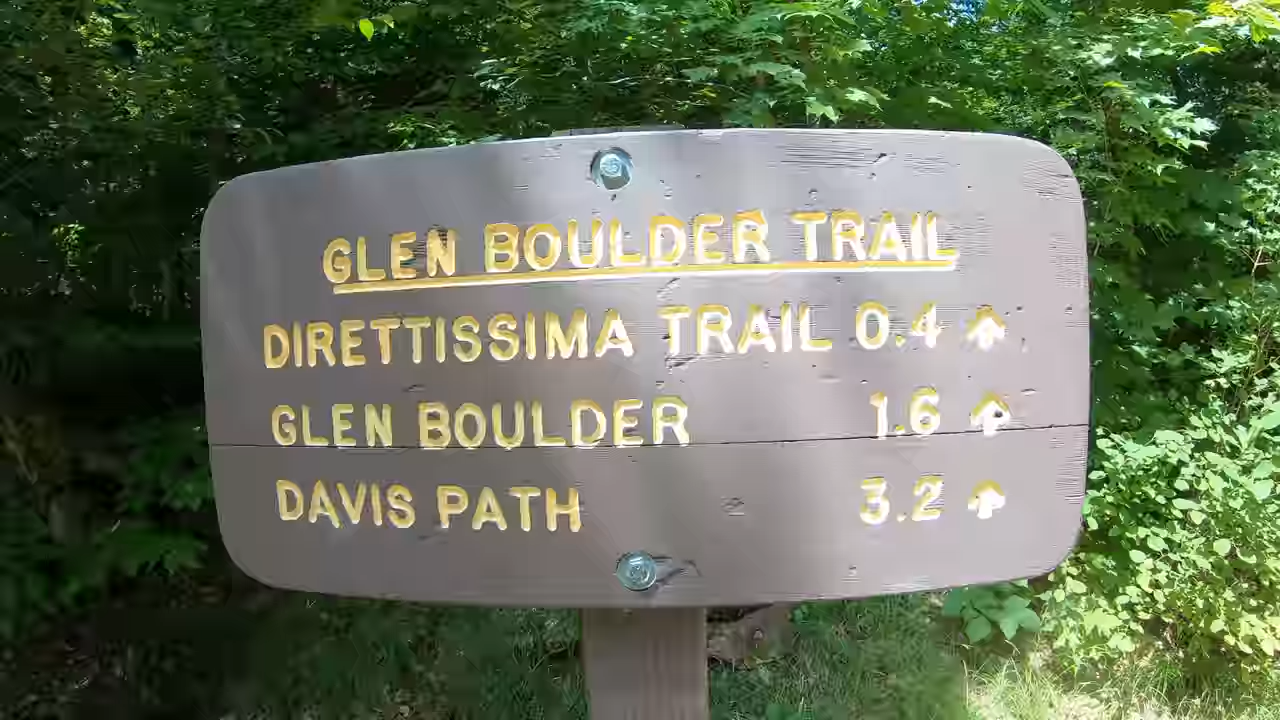 GLEN BOULDER TRAIL
DIRETTISSIMA TRAIL 0.4 ↑
GLEN BOULDER 1.6 ↑
DAVIS PATH 3.2 ↑